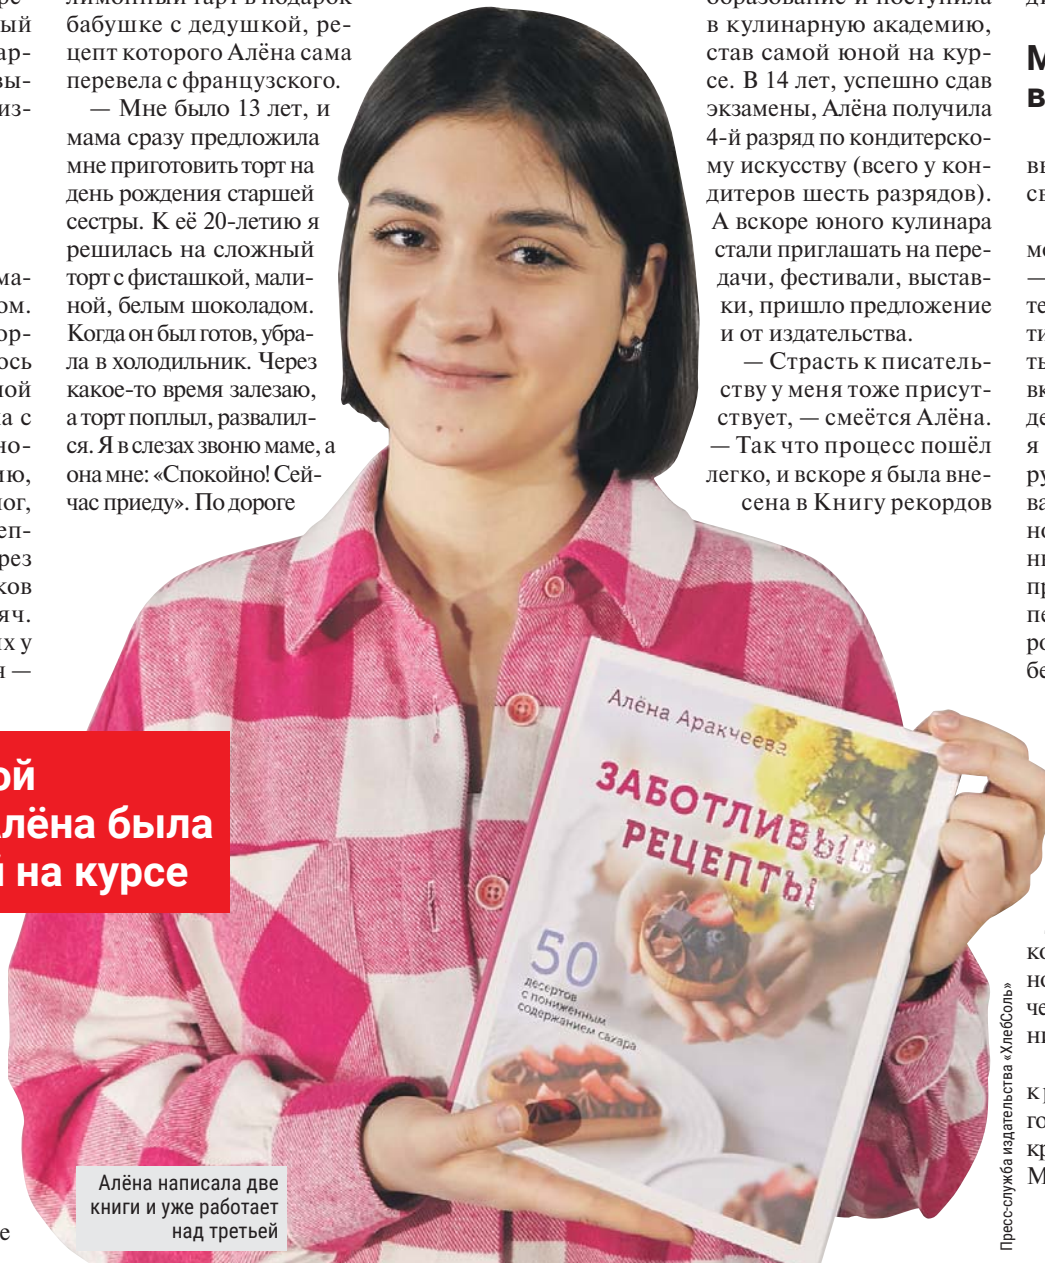 бабушке с дедушкой, ре-
цепт которого Алёна сама
перевела с французского.
— Мне было 13 лет, и
мама сразу предложила
мне приготовить торт на
день рождения старшей
сестры. К её 20-летию я
решилась на сложный
торт с фисташкой, мали-
ной, белым шоколадом.
Когда он был готов, убра-
ла в холодильник. Через
какое-то время залезаю,
а торт поплыл, развалил-
ся. Я в слезах звоню маме, а
она мне: «Спокойно! Сей-
час приеду». По дороге
в кулинарную академию,
став самой юной на кур-
се. В 14 лет, успешно сдав
экзамены, Алёна получила
4-й разряд по кондитерско-
му искусству (всего у кон-
дитеров шесть разрядов).
А вскоре юного кулинара
стали приглашать на пере-
дачи, фестивали, выстав-
ки, пришло предложение
и от издательства.
— Страсть к писатель-
ству у меня тоже присут-
ствует, — смеётся Алёна.
— Так что процесс пошёл
легко, и вскоре я была вне-
сена в Книгу рекордов
ой
лёна была
й на курсе
Алёна Аракчеева
ЗАБОТЛИВЫЕ
РЕЦЕПТЫ
50
десертов
с пониженным
содержанием сахара
Алёна написала две
книги и уже работает
над третьей
Пресс-служба издательства «ХлебСоль»